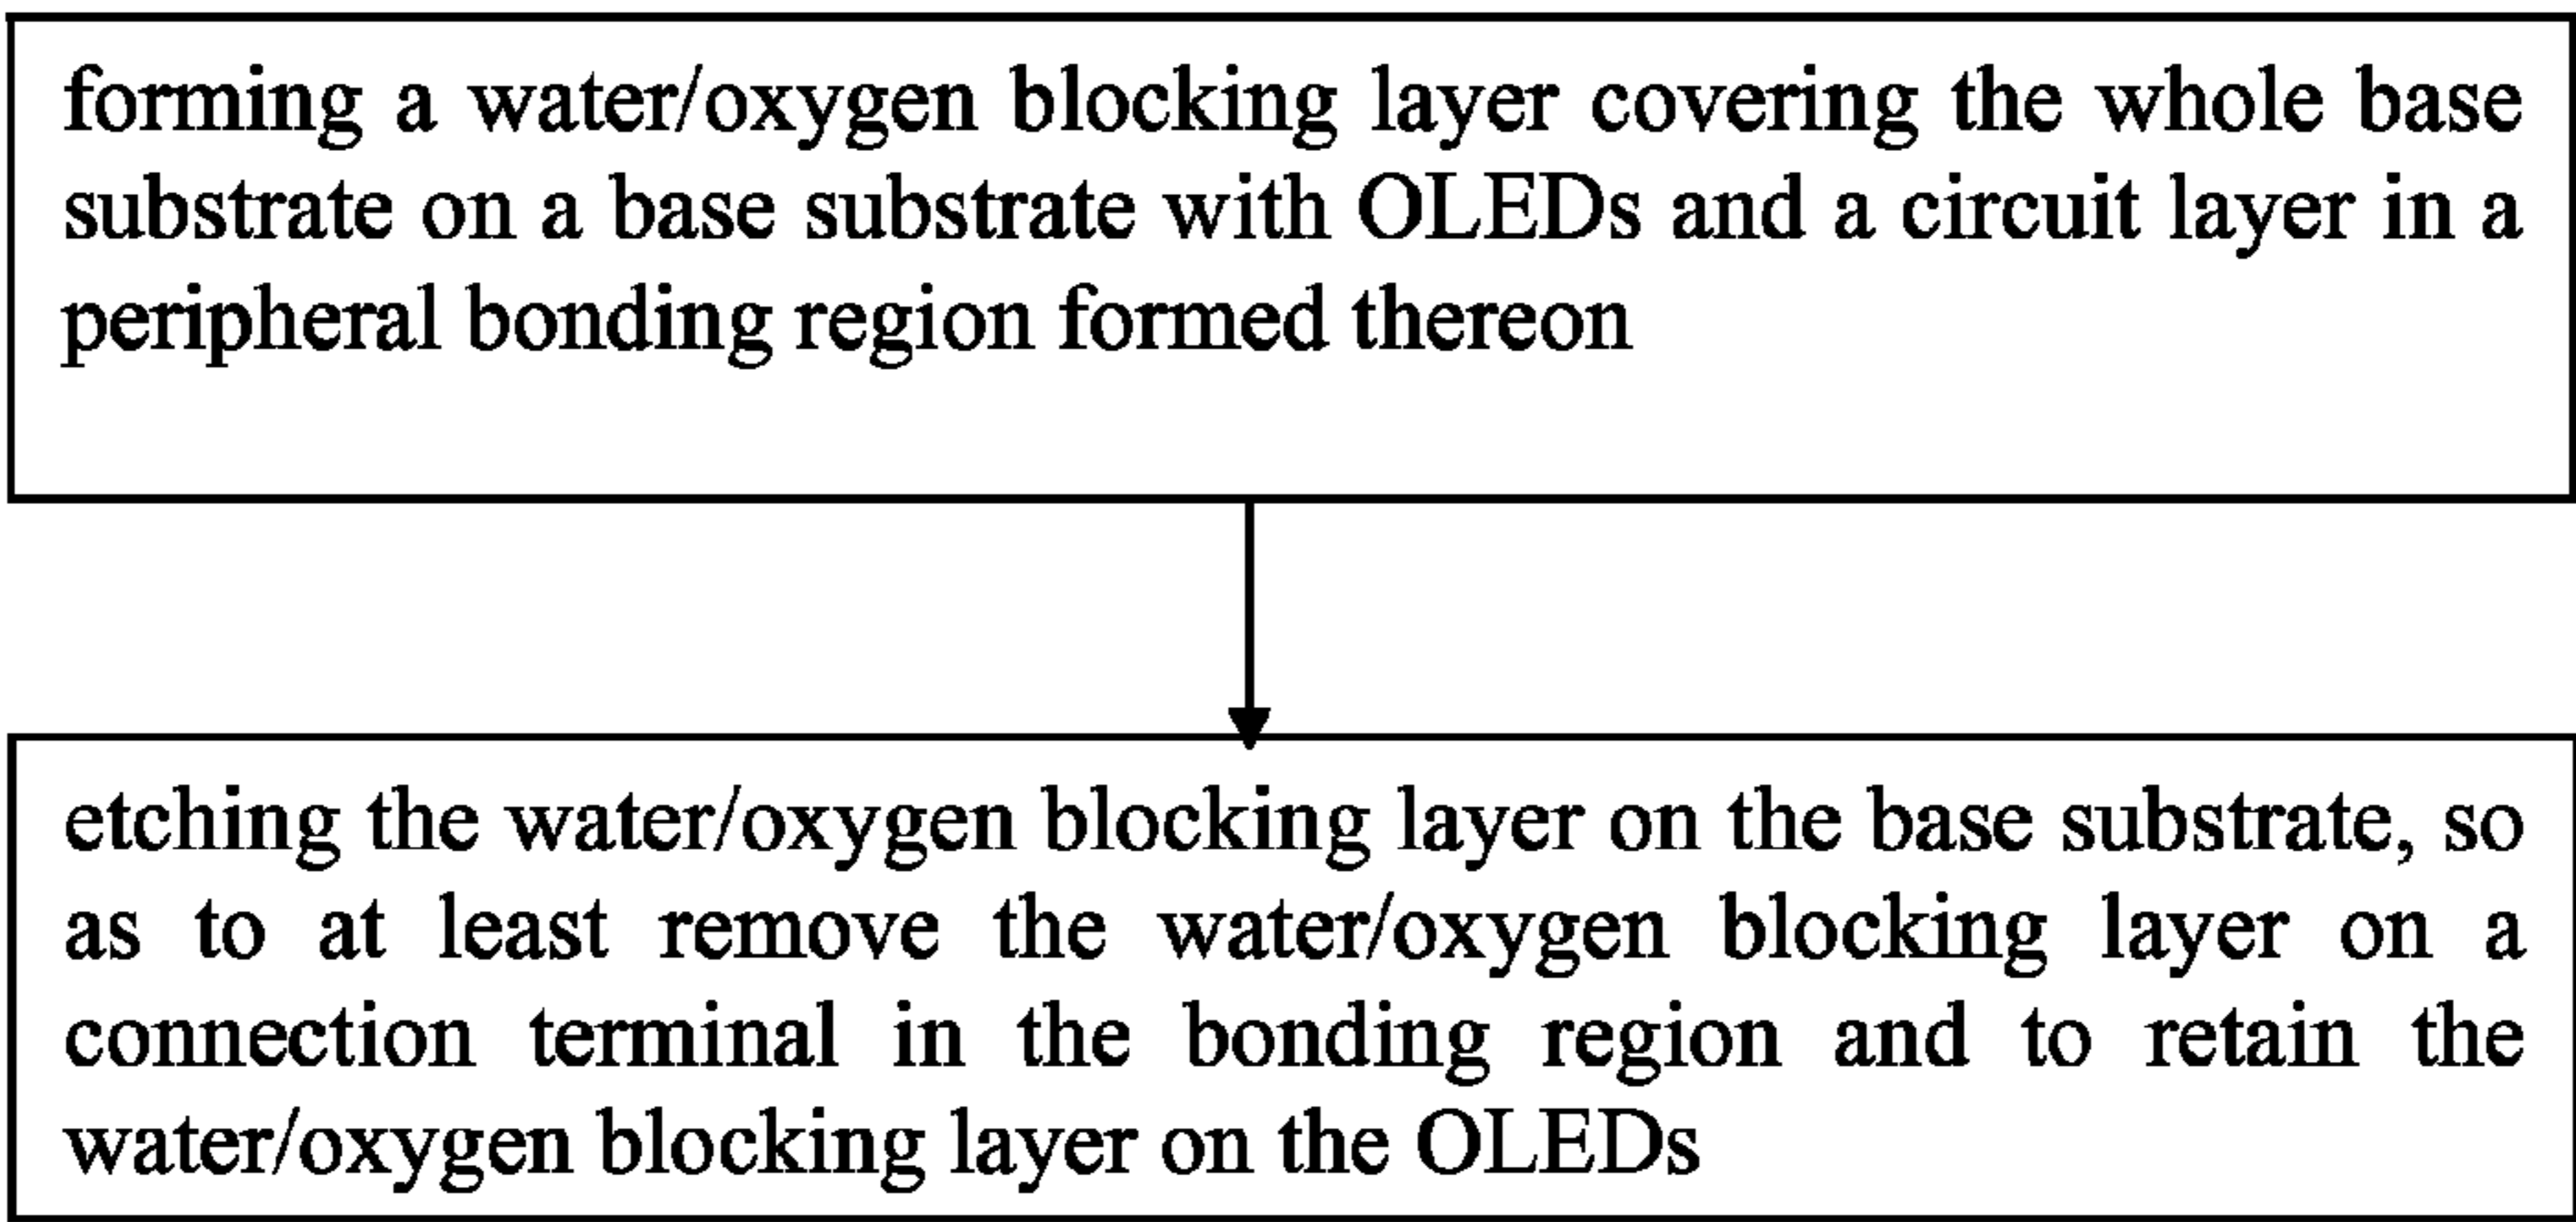 forming a water/oxygen blocking layer covering the whole base
substrate on a base substrate with OLEDs and a circuit layer in a
peripheral bonding region formed thereon
etching the water/oxygen blocking layer on the base substrate, so
as to at least remove the water/oxygen blocking layer on a
connection terminal in the bonding region and to retain the
water/oxygen blocking layer on the OLEDs